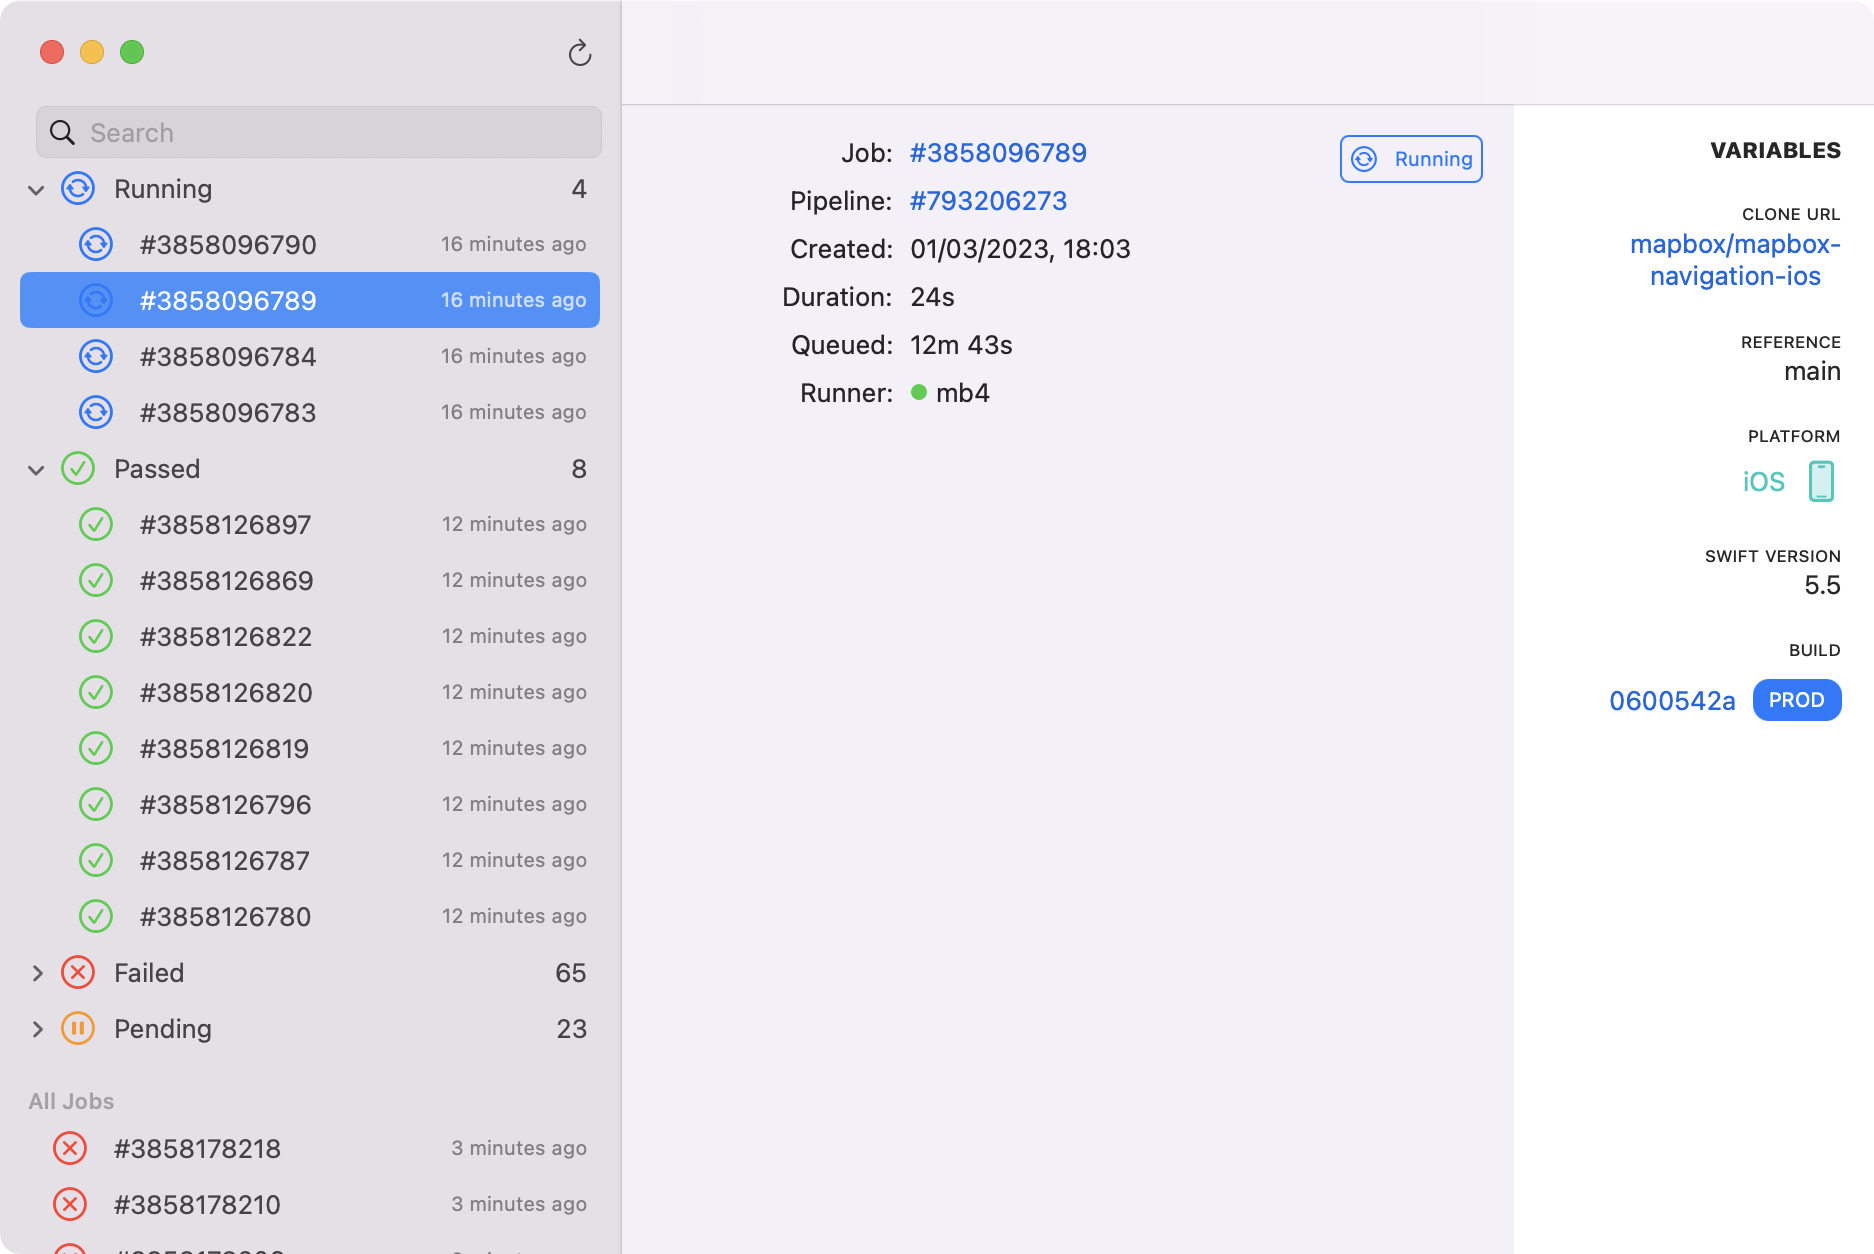 Search
Running 4
#3858096790 16 minutes ago
#3858096789 16 minutes ago
#3858096784 16 minutes ago
#3858096783 16 minutes ago
Passed 8
#3858126897 12 minutes ago
#3858126869 12 minutes ago
#3858126822 12 minutes ago
#3858126820 12 minutes ago
#3858126819 12 minutes ago
#3858126796 12 minutes ago
#3858126787 12 minutes ago
#3858126780 12 minutes ago
Failed 65
Pending 23
All Jobs
#3858178218 3 minutes ago
#3858178210 3 minutes ago
Job: #3858096789
Running
Pipeline: #793206273
Created: 01/03/2023, 18:03
Duration: 24s
Queued: 12m 43s
Runner: mb4
VARIABLES
CLONE URL
mapbox/mapbox-
navigation-ios
REFERENCE
main
PLATFORM
iOS
SWIFT VERSION
5.5
BUILD
0600542a PROD